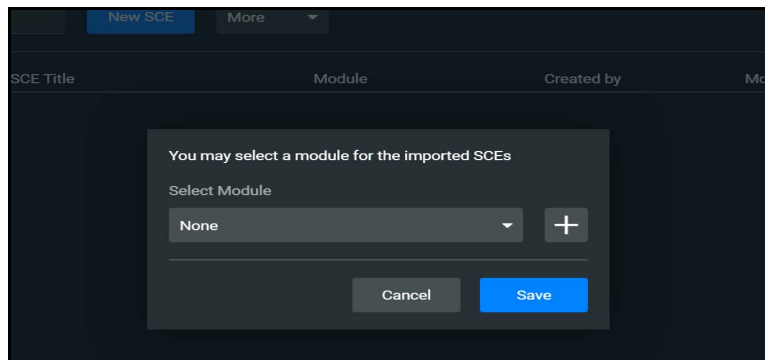 New SCE More
SCE Title Module Created by Mo
You may select a module for the imported SCEs
Select Module
None
Cancel Save